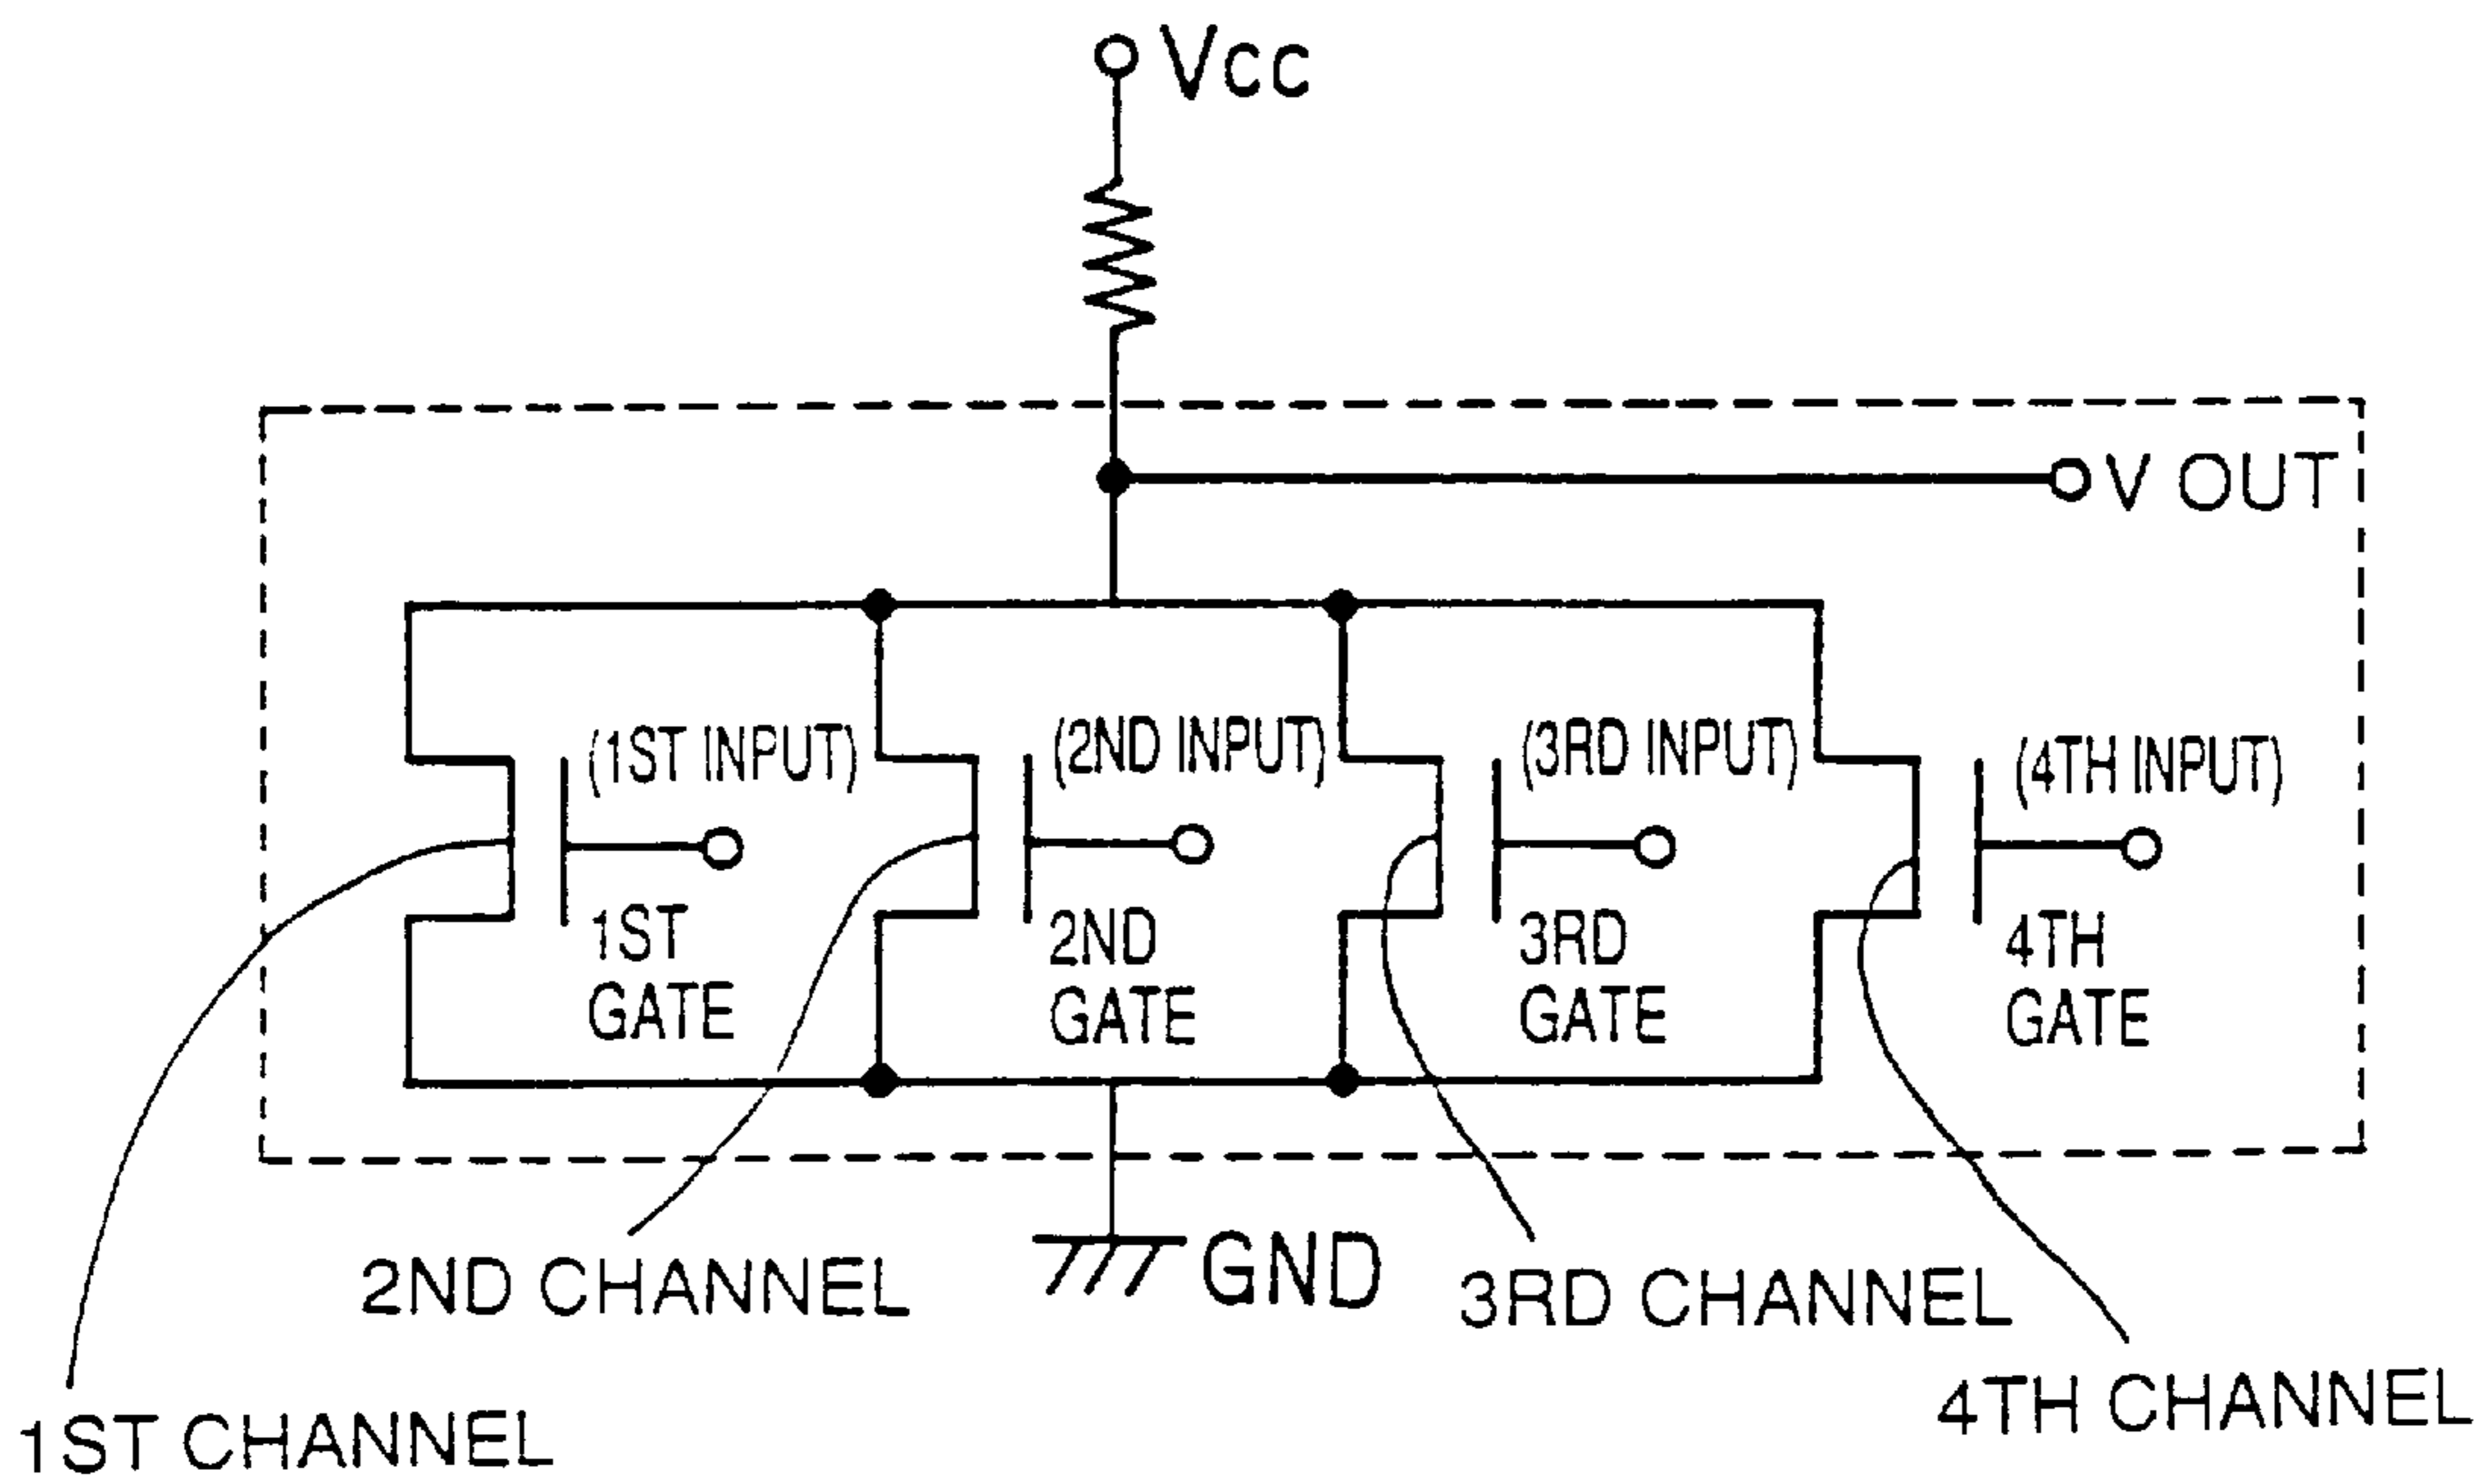 Vcc
V OUT
(1ST INPUT)
(2ND INPUT)
(3RD INPUT)
(4TH INPUT)
1ST
GATE
2ND
GATE
3RD
GATE
4TH
GATE
2ND CHANNEL
GND
3RD CHANNEL
1ST CHANNEL
4TH CHANNEL